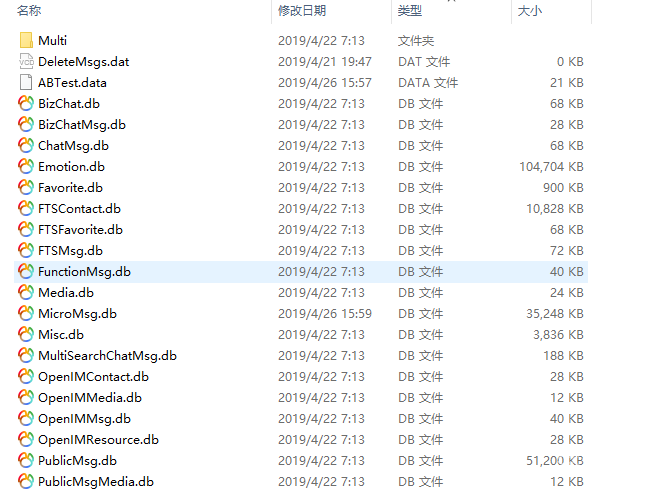 名称 修改日期 类型 大小
Multi 2019/4/22 7:13 文件夹
DeleteMsgs.dat 2019/4/21 19:47 DAT 文件 0 KB
ABTest.data 2019/4/26 15:57 DATA 文件 21 KB
BizChat.db 2019/4/22 7:13 DB 文件 68 KB
BizChatMsg.db 2019/4/22 7:13 DB 文件 28 KB
ChatMsg.db 2019/4/22 7:13 DB 文件 68 KB
Emotion.db 2019/4/22 7:13 DB 文件 104,704 KB
Favorite.db 2019/4/22 7:13 DB 文件 900 KB
FTSContact.db 2019/4/22 7:13 DB 文件 10,828 KB
FTSFavorite.db 2019/4/22 7:13 DB 文件 68 KB
FTSMsg.db 2019/4/22 7:13 DB 文件 72 KB
FunctionMsg.db 2019/4/22 7:13 DB 文件 40 KB
Media.db 2019/4/22 7:13 DB 文件 24 KB
MicroMsg.db 2019/4/26 15:59 DB 文件 35,248 KB
Misc.db 2019/4/22 7:13 DB 文件 3,836 KB
MultiSearchChatMsg.db 2019/4/22 7:13 DB 文件 188 KB
OpenIMContact.db 2019/4/22 7:13 DB 文件 28 KB
OpenIMMedia.db 2019/4/22 7:13 DB 文件 12 KB
OpenIMMsg.db 2019/4/22 7:13 DB 文件 40 KB
OpenIMResource.db 2019/4/22 7:13 DB 文件 28 KB
PublicMsg.db 2019/4/22 7:13 DB 文件 51,200 KB
PublicMsgMedia.db 2019/4/22 7:13 DB 文件 12 KB